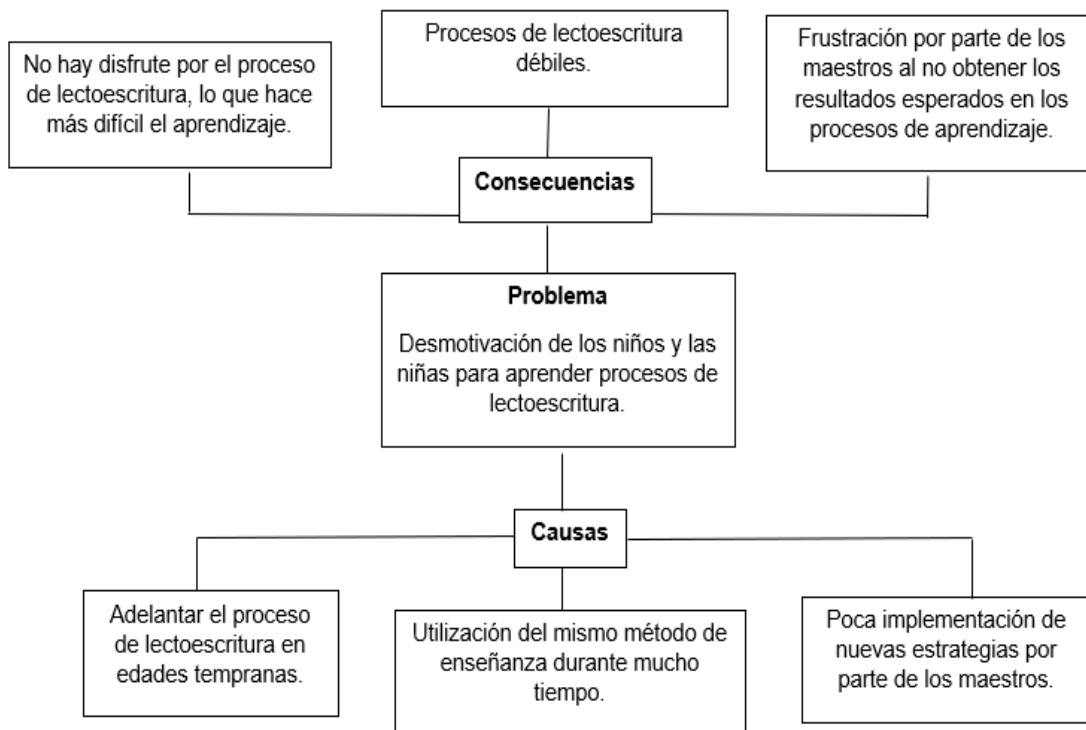 No hay disfrute por el proceso
de lectoescritura, lo que hace
más difícil el aprendizaje.
Procesos de lectoescritura
débiles.
Frustración por parte de los
maestros al no obtener los
resultados esperados en los
procesos de aprendizaje.
Consecuencias
Problema
Desmotivación de los niños y las
niñas para aprender procesos de
lectoescritura.
Causas
Adelantar el proceso
de lectoescritura en
edades tempranas.
Utilización del mismo método de
enseñanza durante mucho
tiempo.
Poca implementación de
nuevas estrategias por
parte de los maestros.